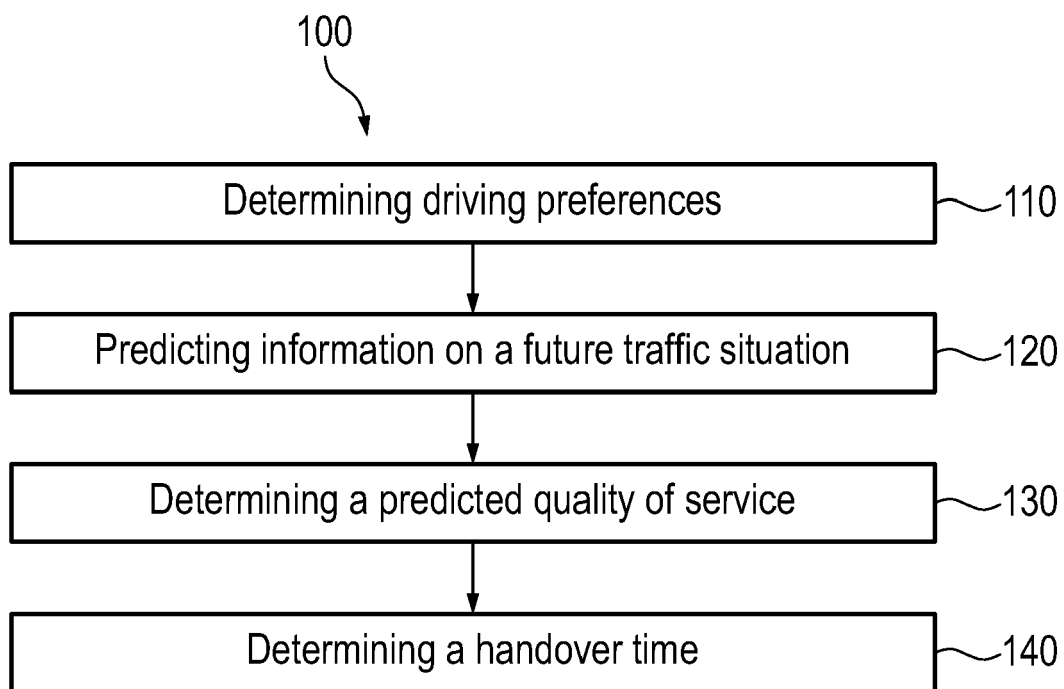 100
Determining driving preferences
110
Predicting information on a future traffic situation
120
Determining a predicted quality of service
130
Determining a handover time
140